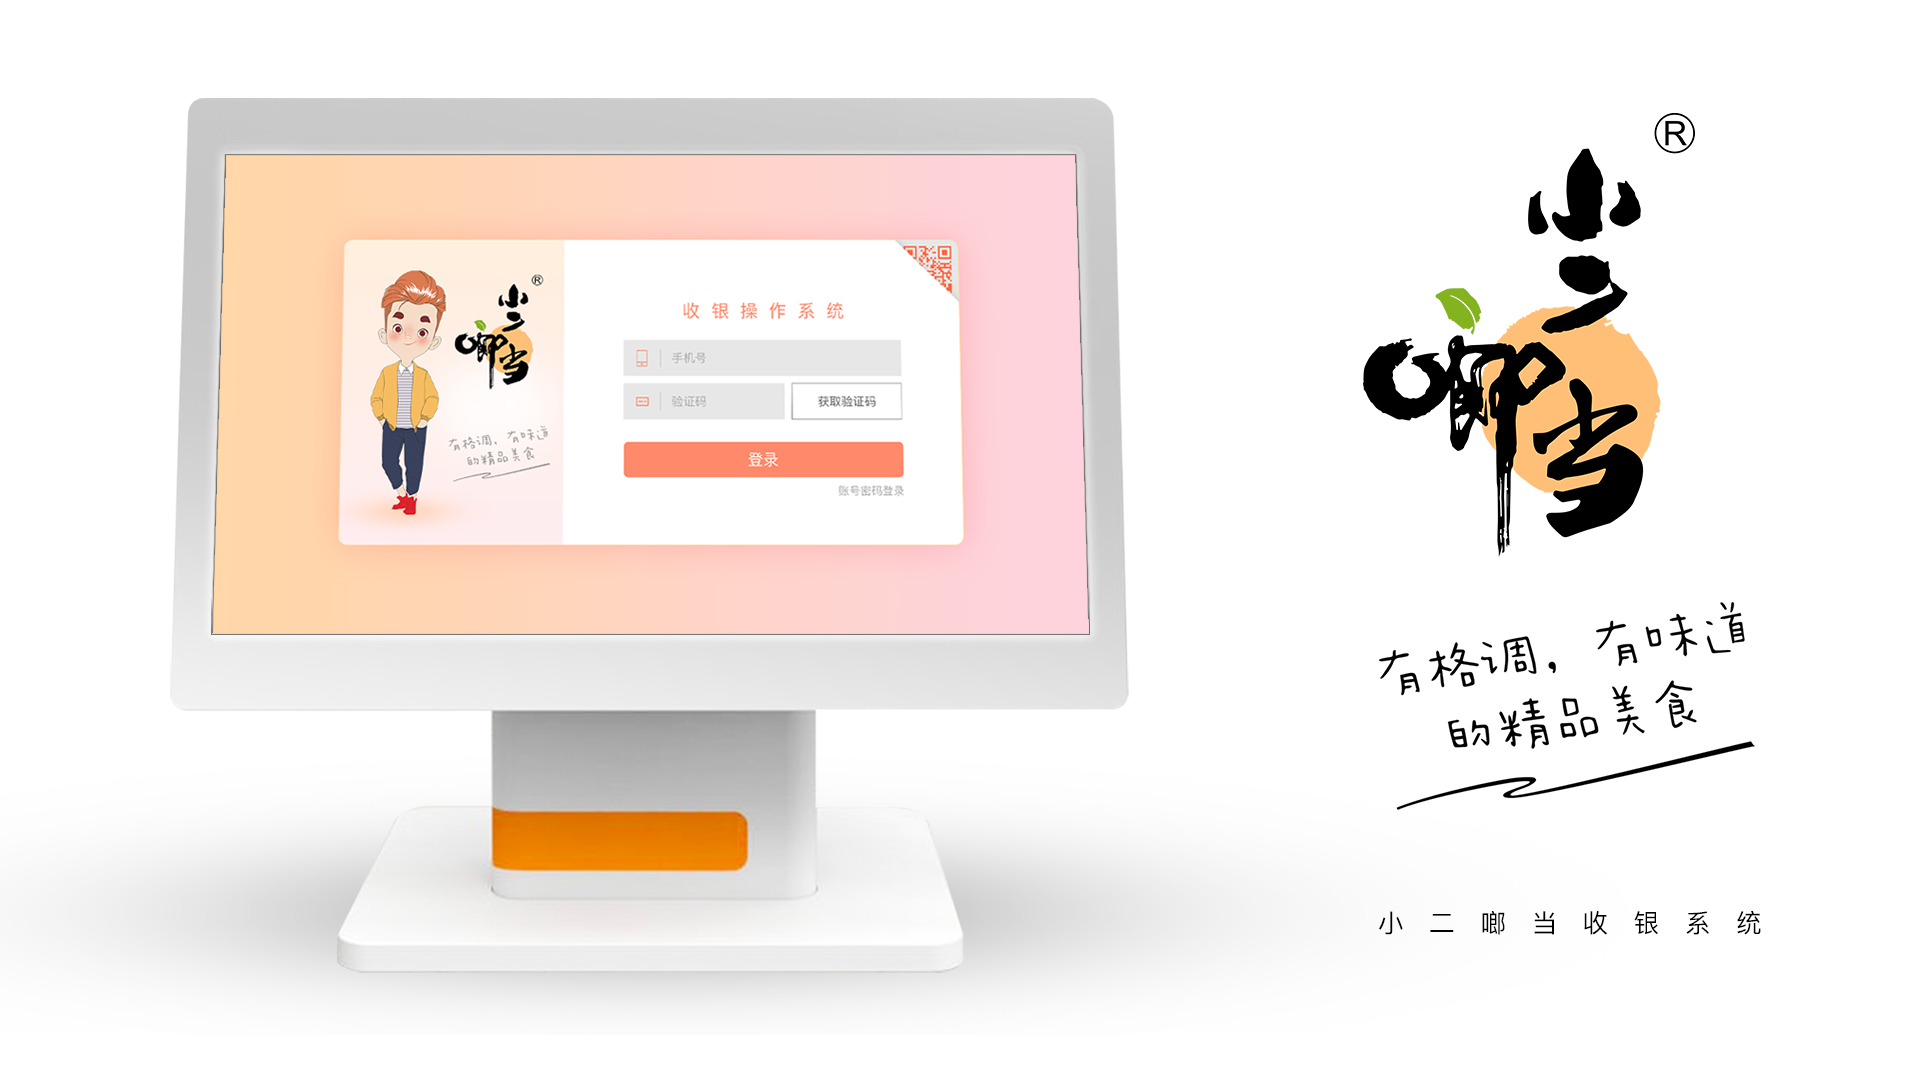 ®
小二
啷当
有格调，有味道
的精品美食
收银操作系统
手机号
验证码
获取验证码
登录
账号密码登录
®
小二
啷当
有格调，有味道
的精品美食
小二啷当收银系统